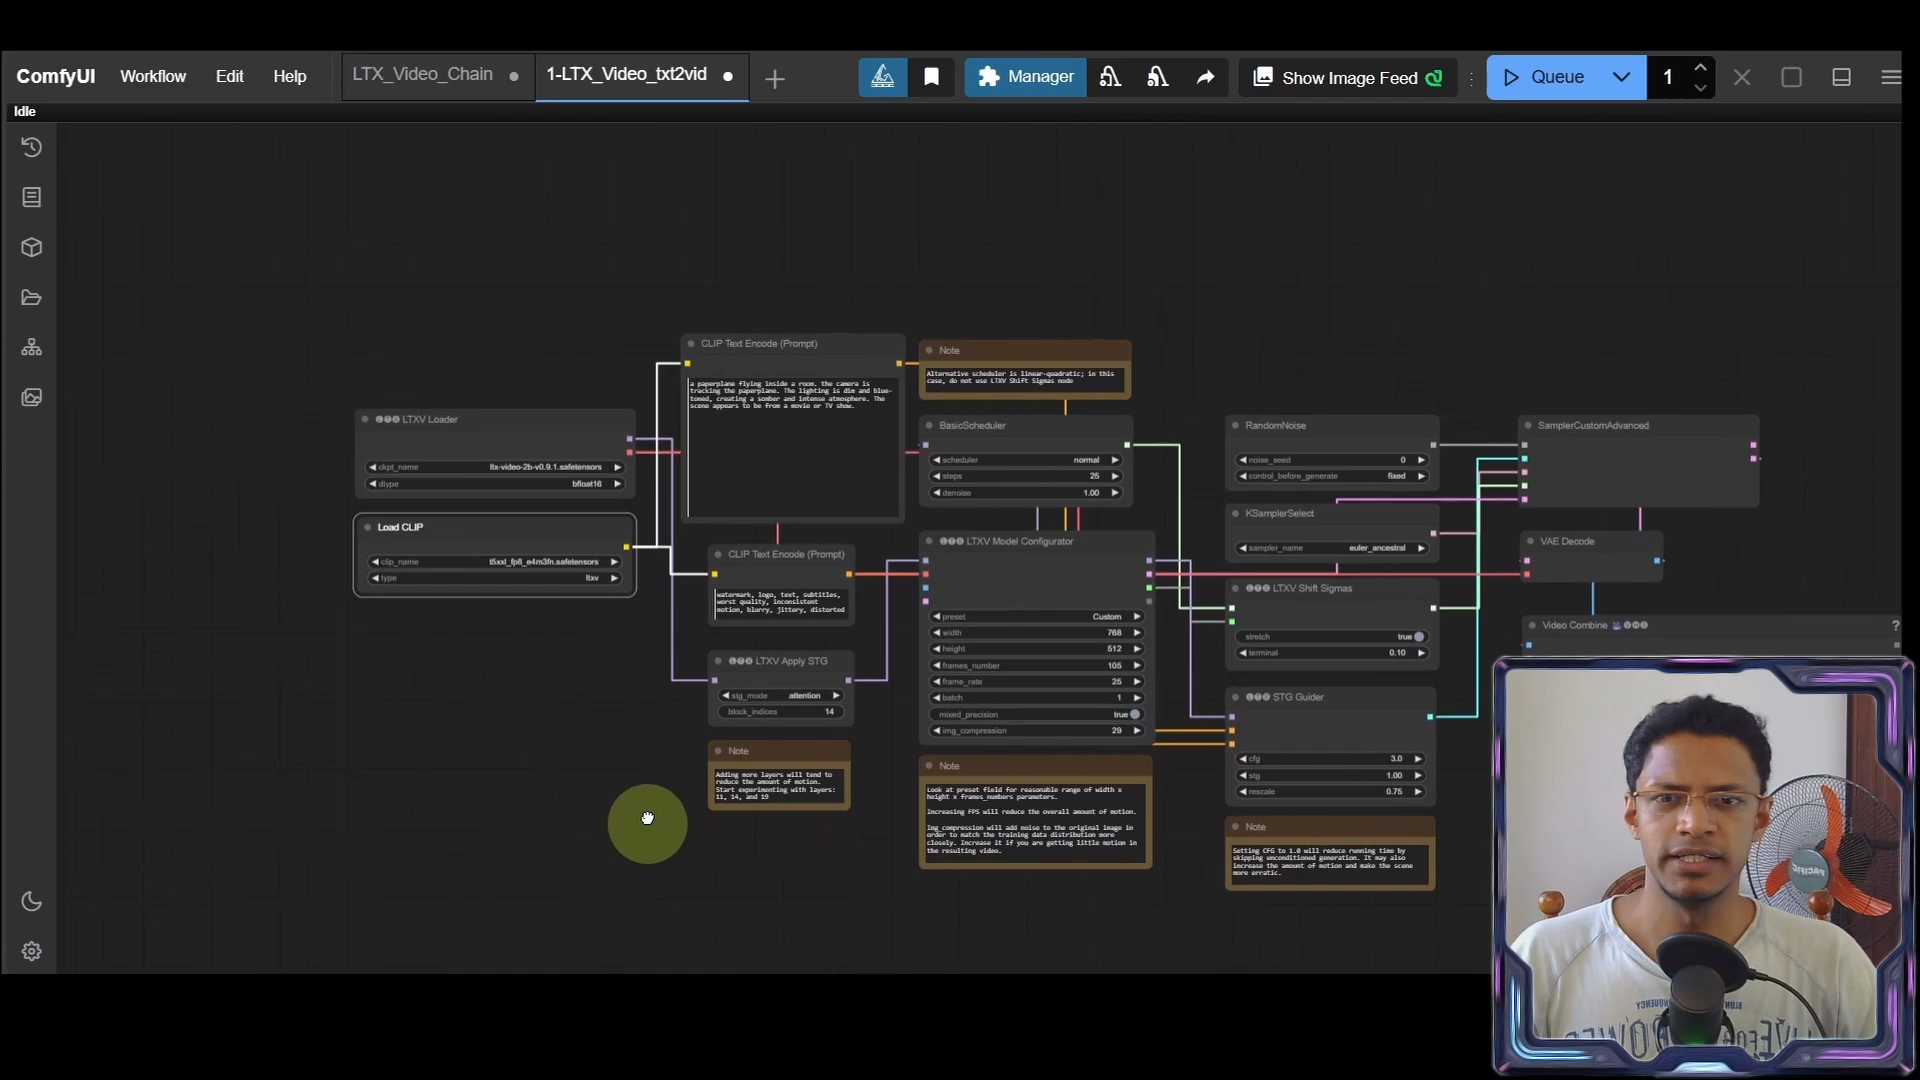 ComfyUI
Workflow
Edit
Help
LTX_Video_Chain
1-LTX_Video_txt2vid
Manager
Show Image Feed
Queue
1
Idle
LTXV Loader
ckpt_name
ltx-video-2b-v0.9.1.safetensors
dtype
bfloat16
Load CLIP
clip_name
t5xxl_fp8_e4m3fn.safetensors
type
ltxv
CLIP Text Encode (Prompt)
a paperplane flying inside a room. the camera is
tracking the paperplane. The lighting is dim and blue-
toned, creating a somber and intense atmosphere. The
scene appears to be from a movie or TV show.
CLIP Text Encode (Prompt)
watermark, logo, text, subtitles,
worst quality, inconsistent
motion, blurry, jittery, distorted
LTXV Apply STG
stg_mode
attention
block_indices
14
Note
Adding more layers will tend to
reduce the amount of motion.
Start experimenting with layers:
11, 14, and 19
Note
Alternative scheduler is linear-quadratic; in this
case, do not use LTXV Shift Sigmas node
BasicScheduler
scheduler
normal
steps
25
denoise
1.00
LTXV Model Configurator
preset
Custom
width
768
height
512
frames_number
105
frame_rate
25
batch
1
mixed_precision
true
img_compression
29
Note
Look at preset field for reasonable range of width x
height x frames_numbers parameters.
Increasing FPS will reduce the overall amount of motion.
Img_compression will add noise to the original image in
order to match the training data distribution more
closely. Increase it if you are getting little motion in
the resulting video.
RandomNoise
noise_seed
0
control_before_generate
fixed
KSamplerSelect
sampler_name
euler_ancestral
LTXV Shift Sigmas
stretch
true
terminal
0.10
STG Guider
cfg
3.0
stg
1.00
rescale
0.75
Note
Setting CFG to 1.0 will reduce running time by
skipping unconditioned generation. It may also
increase the amount of motion and make the scene
more erratic.
SamplerCustomAdvanced
VAE Decode
Video Combine
?